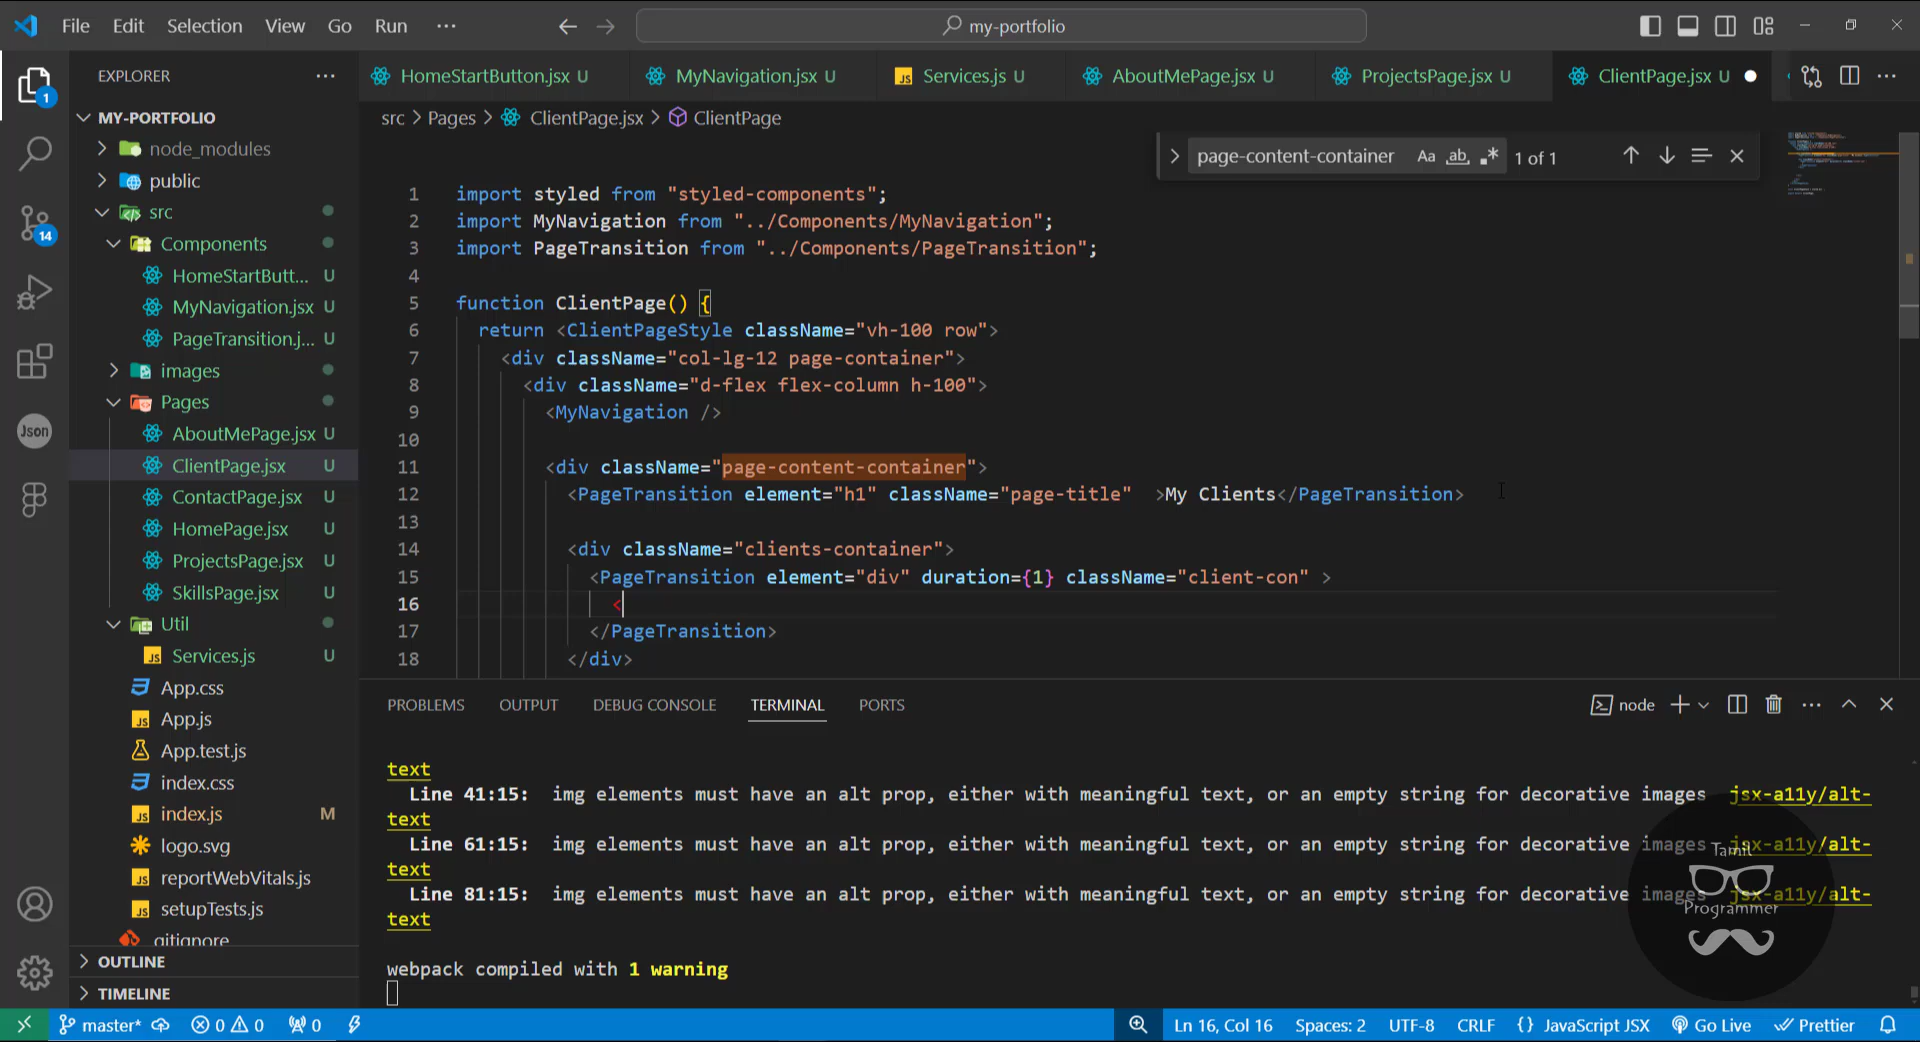 File Edit Selection View Go Run ··· my-portfolio
EXPLORER ···
HomeStartButton.jsx U MyNavigation.jsx U JS Services.js U AboutMePage.jsx U ProjectsPage.jsx U ClientPage.jsx U ···
src > Pages > ClientPage.jsx > ClientPage
page-content-container Aa ab .* 1 of 1
MY-PORTFOLIO
node_modules
public
src
Components
HomeStartButt... U
MyNavigation.jsx U
PageTransition.j... U
images
Pages
AboutMePage.jsx U
ClientPage.jsx U
ContactPage.jsx U
HomePage.jsx U
ProjectsPage.jsx U
SkillsPage.jsx U
Util
JS Services.js U
App.css
JS App.js
App.test.js
index.css
JS index.js M
logo.svg
JS reportWebVitals.js
JS setupTests.js
.gitignore
OUTLINE
TIMELINE
1
14
Json
1 import styled from "styled-components";
2 import MyNavigation from "../Components/MyNavigation";
3 import PageTransition from "../Components/PageTransition";
4
5 function ClientPage() {
6 return <ClientPageStyle className="vh-100 row">
7 <div className="col-lg-12 page-container">
8 <div className="d-flex flex-column h-100">
9 <MyNavigation />
10
11 <div className="page-content-container">
12 <PageTransition element="h1" className="page-title" >My Clients</PageTransition>
13
14 <div className="clients-container">
15 <PageTransition element="div" duration={1} className="client-con" >
16 <
17 </PageTransition>
18 </div>
PROBLEMS OUTPUT DEBUG CONSOLE TERMINAL PORTS node ···
text
Line 41:15: img elements must have an alt prop, either with meaningful text, or an empty string for decorative images jsx-a11y/alt-
text
Line 61:15: img elements must have an alt prop, either with meaningful text, or an empty string for decorative images jsx-a11y/alt-
text
Line 81:15: img elements must have an alt prop, either with meaningful text, or an empty string for decorative images jsx-a11y/alt-
text
webpack compiled with 1 warning
Tamil
Programmer
master* 0 0 0 Ln 16, Col 16 Spaces: 2 UTF-8 CRLF {} JavaScript JSX Go Live Prettier